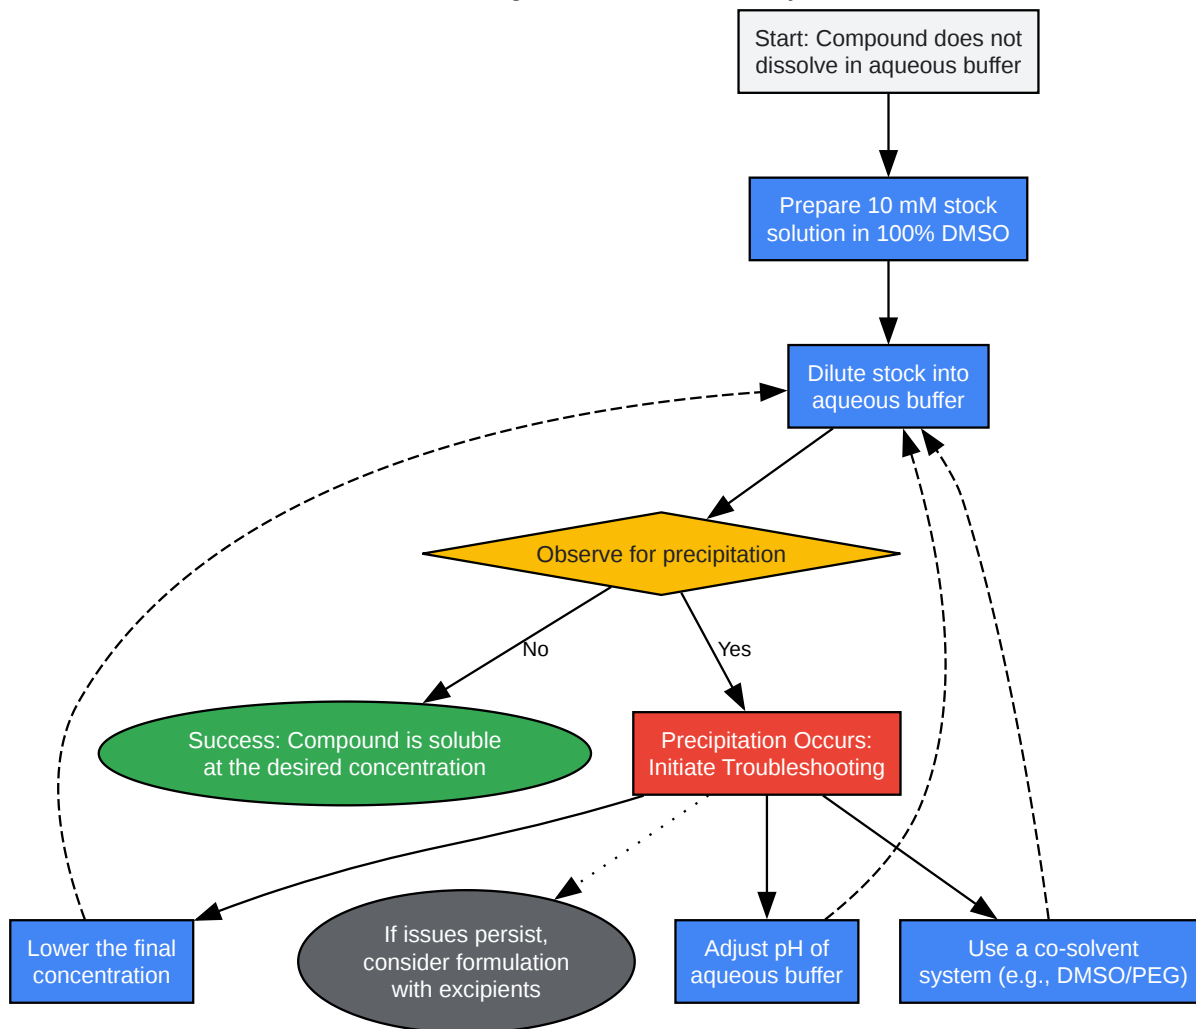 Start: Compound does not
dissolve in aqueous buffer
Prepare 10 mM stock
solution in 100% DMSO
Dilute stock into
aqueous buffer
Observe for precipitation
No
Yes
Success: Compound is soluble
at the desired concentration
Precipitation Occurs:
Initiate Troubleshooting
Lower the final
concentration
If issues persist,
consider formulation
with excipients
Adjust pH of
aqueous buffer
Use a co-solvent
system (e.g., DMSO/PEG)